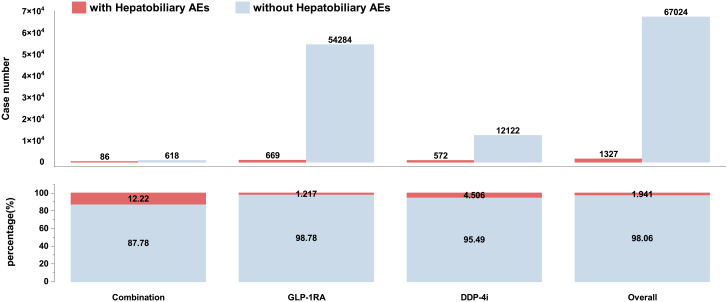 with Hepatobiliary AEs without Hepatobiliary AEs
Case number
7×10⁴
6×10⁴
5×10⁴
4×10⁴
3×10⁴
2×10⁴
1×10⁴
0
86 618 669 54284 572 12122 1327 67024
percentage(%)
100
80
60
40
20
0
12.22 1.217 4.506 1.941
87.78 98.78 95.49 98.06
Combination GLP-1RA DDP-4i Overall